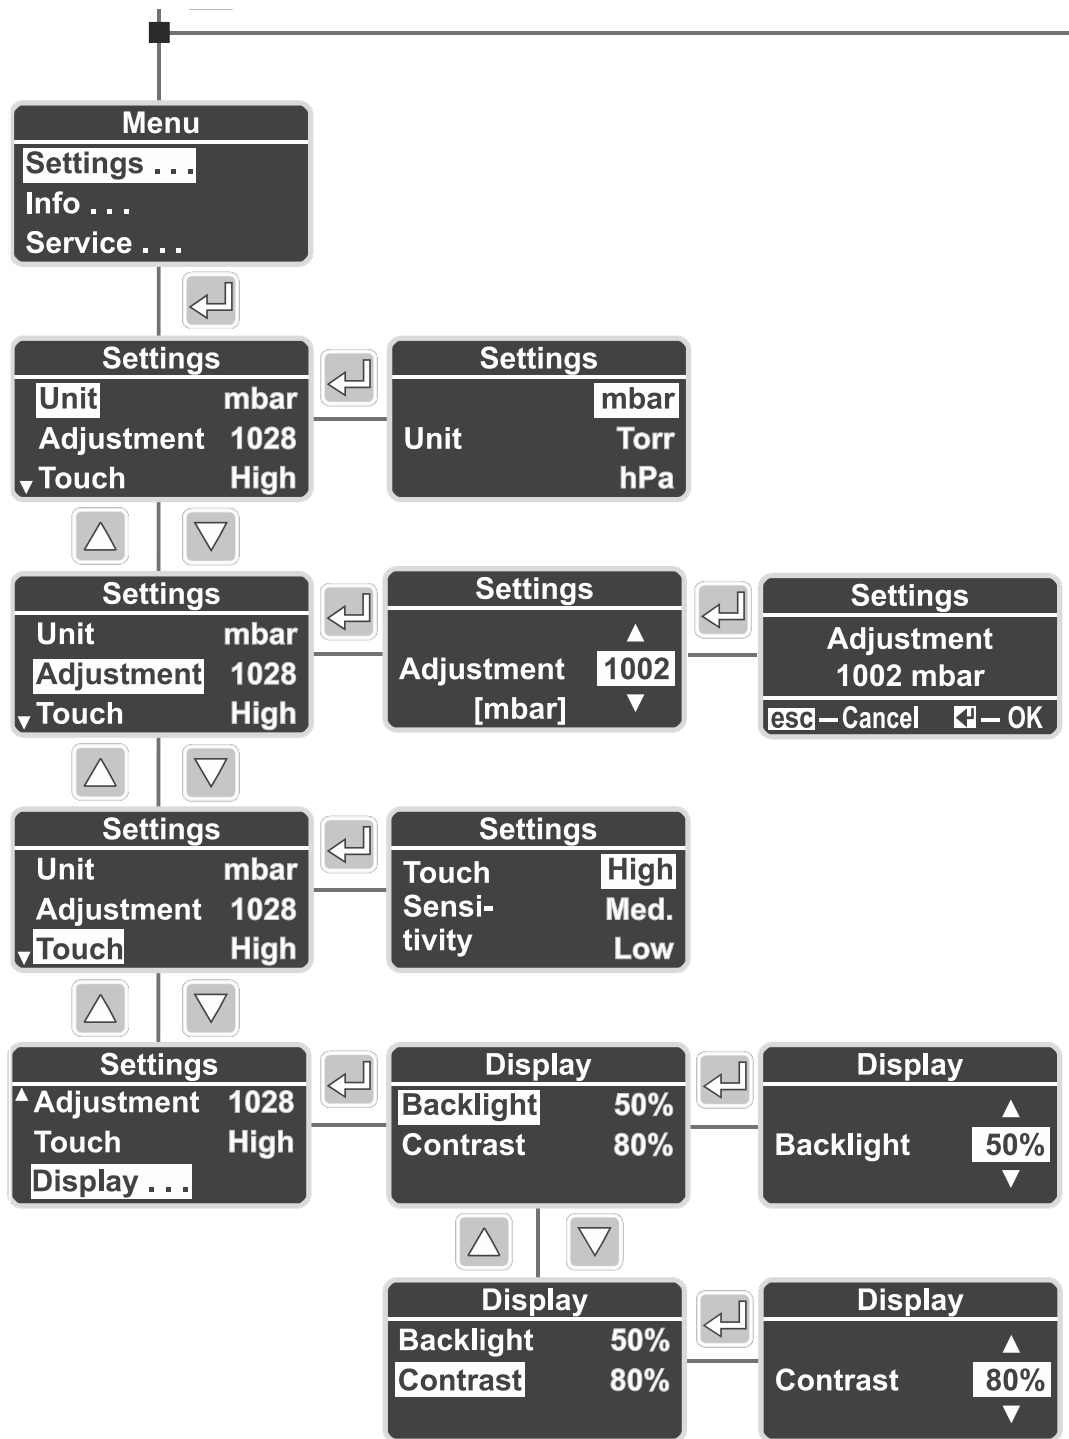 Menu
Settings . . .
Info . . .
Service . . .
Settings
Unit mbar
Adjustment 1028
▼ Touch High
Settings
mbar
Unit Torr
hPa
Settings
Unit mbar
Adjustment 1028
▼ Touch High
Settings
▲
Adjustment 1002
[mbar] ▼
Settings
Adjustment
1002 mbar
esc – Cancel ↵ – OK
Settings
Unit mbar
Adjustment 1028
▼ Touch High
Settings
Touch High
Sensi- Med.
tivity Low
Settings
▲ Adjustment 1028
Touch High
Display . . .
Display
Backlight 50%
Contrast 80%
Display
▲
Backlight 50%
▼
Display
Backlight 50%
Contrast 80%
Display
▲
Contrast 80%
▼